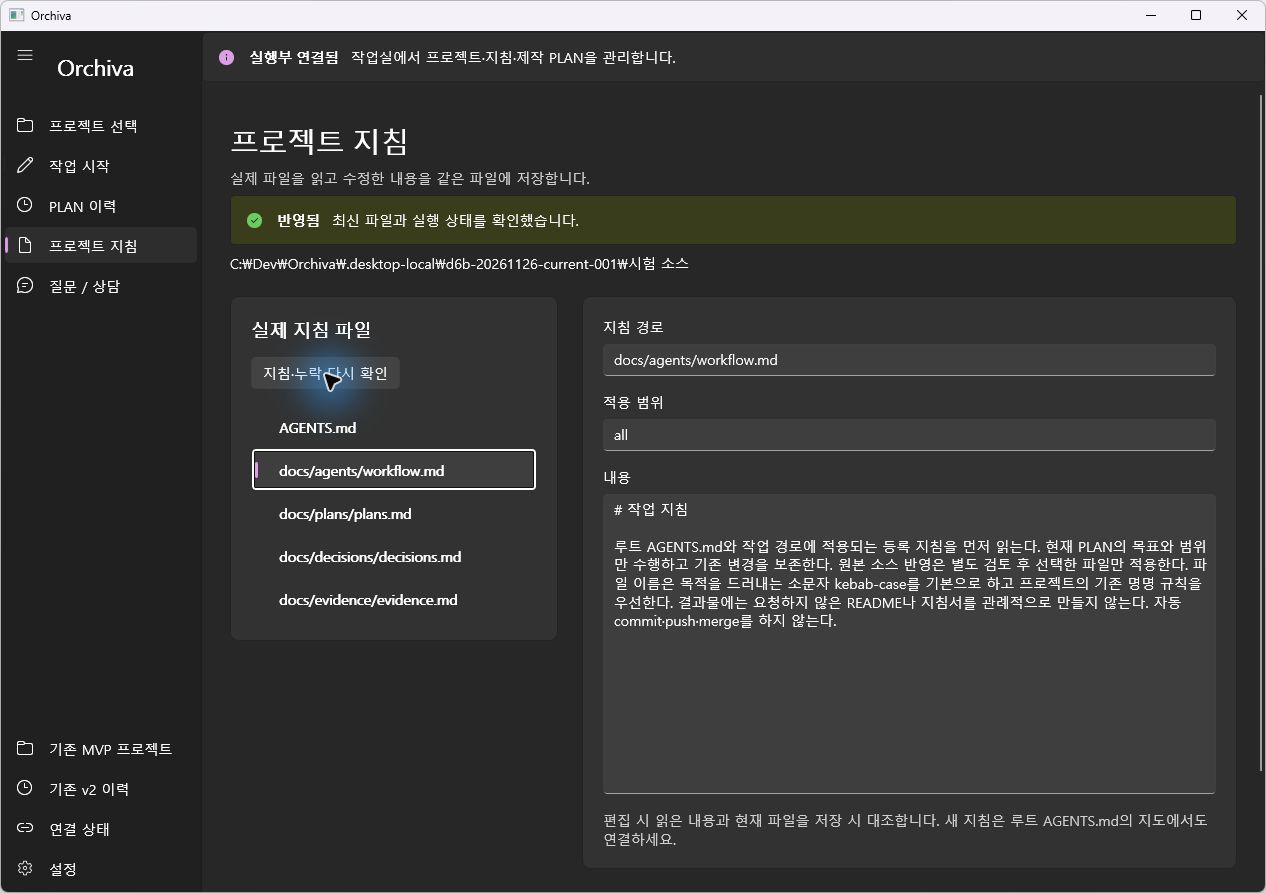 Orchiva
Orchiva
프로젝트 선택
작업 시작
PLAN 이력
프로젝트 지침
질문 / 상담
기존 MVP 프로젝트
기존 v2 이력
연결 상태
설정
실행부 연결됨 작업실에서 프로젝트·지침·제작 PLAN을 관리합니다.
프로젝트 지침
실제 파일을 읽고 수정한 내용을 같은 파일에 저장합니다.
반영됨 최신 파일과 실행 상태를 확인했습니다.
C:₩Dev₩Orchiva₩.desktop-local₩d6b-20261126-current-001₩시험 소스
실제 지침 파일
지침·누락 다시 확인
AGENTS.md
docs/agents/workflow.md
docs/plans/plans.md
docs/decisions/decisions.md
docs/evidence/evidence.md
지침 경로
docs/agents/workflow.md
적용 범위
all
내용
# 작업 지침
루트 AGENTS.md와 작업 경로에 적용되는 등록 지침을 먼저 읽는다. 현재 PLAN의 목표와 범위
만 수행하고 기존 변경을 보존한다. 원본 소스 반영은 별도 검토 후 선택한 파일만 적용한다. 파
일 이름은 목적을 드러내는 소문자 kebab-case를 기본으로 하고 프로젝트의 기존 명명 규칙을
우선한다. 결과물에는 요청하지 않은 README나 지침서를 관례적으로 만들지 않는다. 자동
commit·push·merge를 하지 않는다.
편집 시 읽은 내용과 현재 파일을 저장 시 대조합니다. 새 지침은 루트 AGENTS.md의 지도에서도
연결하세요.